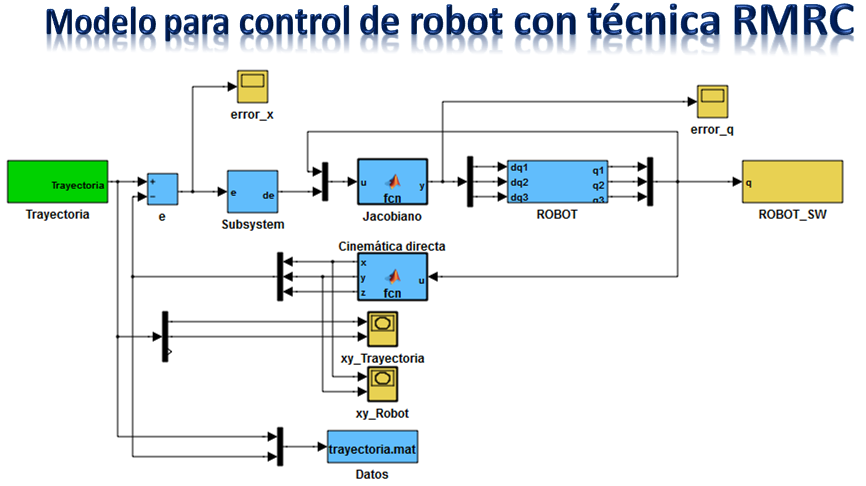 Modelo para control de robot con técnica RMRC
error_x
error_q
Trayectoria
Trayectoria
+
−
e
e
de
Subsystem
u
fcn
y
Jacobiano
dq1
dq2
dq3
q1
q2
q3
ROBOT
q
ROBOT_SW
Cinemática directa
x
y
z
u
fcn
xy_Trayectoria
xy_Robot
trayectoria.mat
Datos